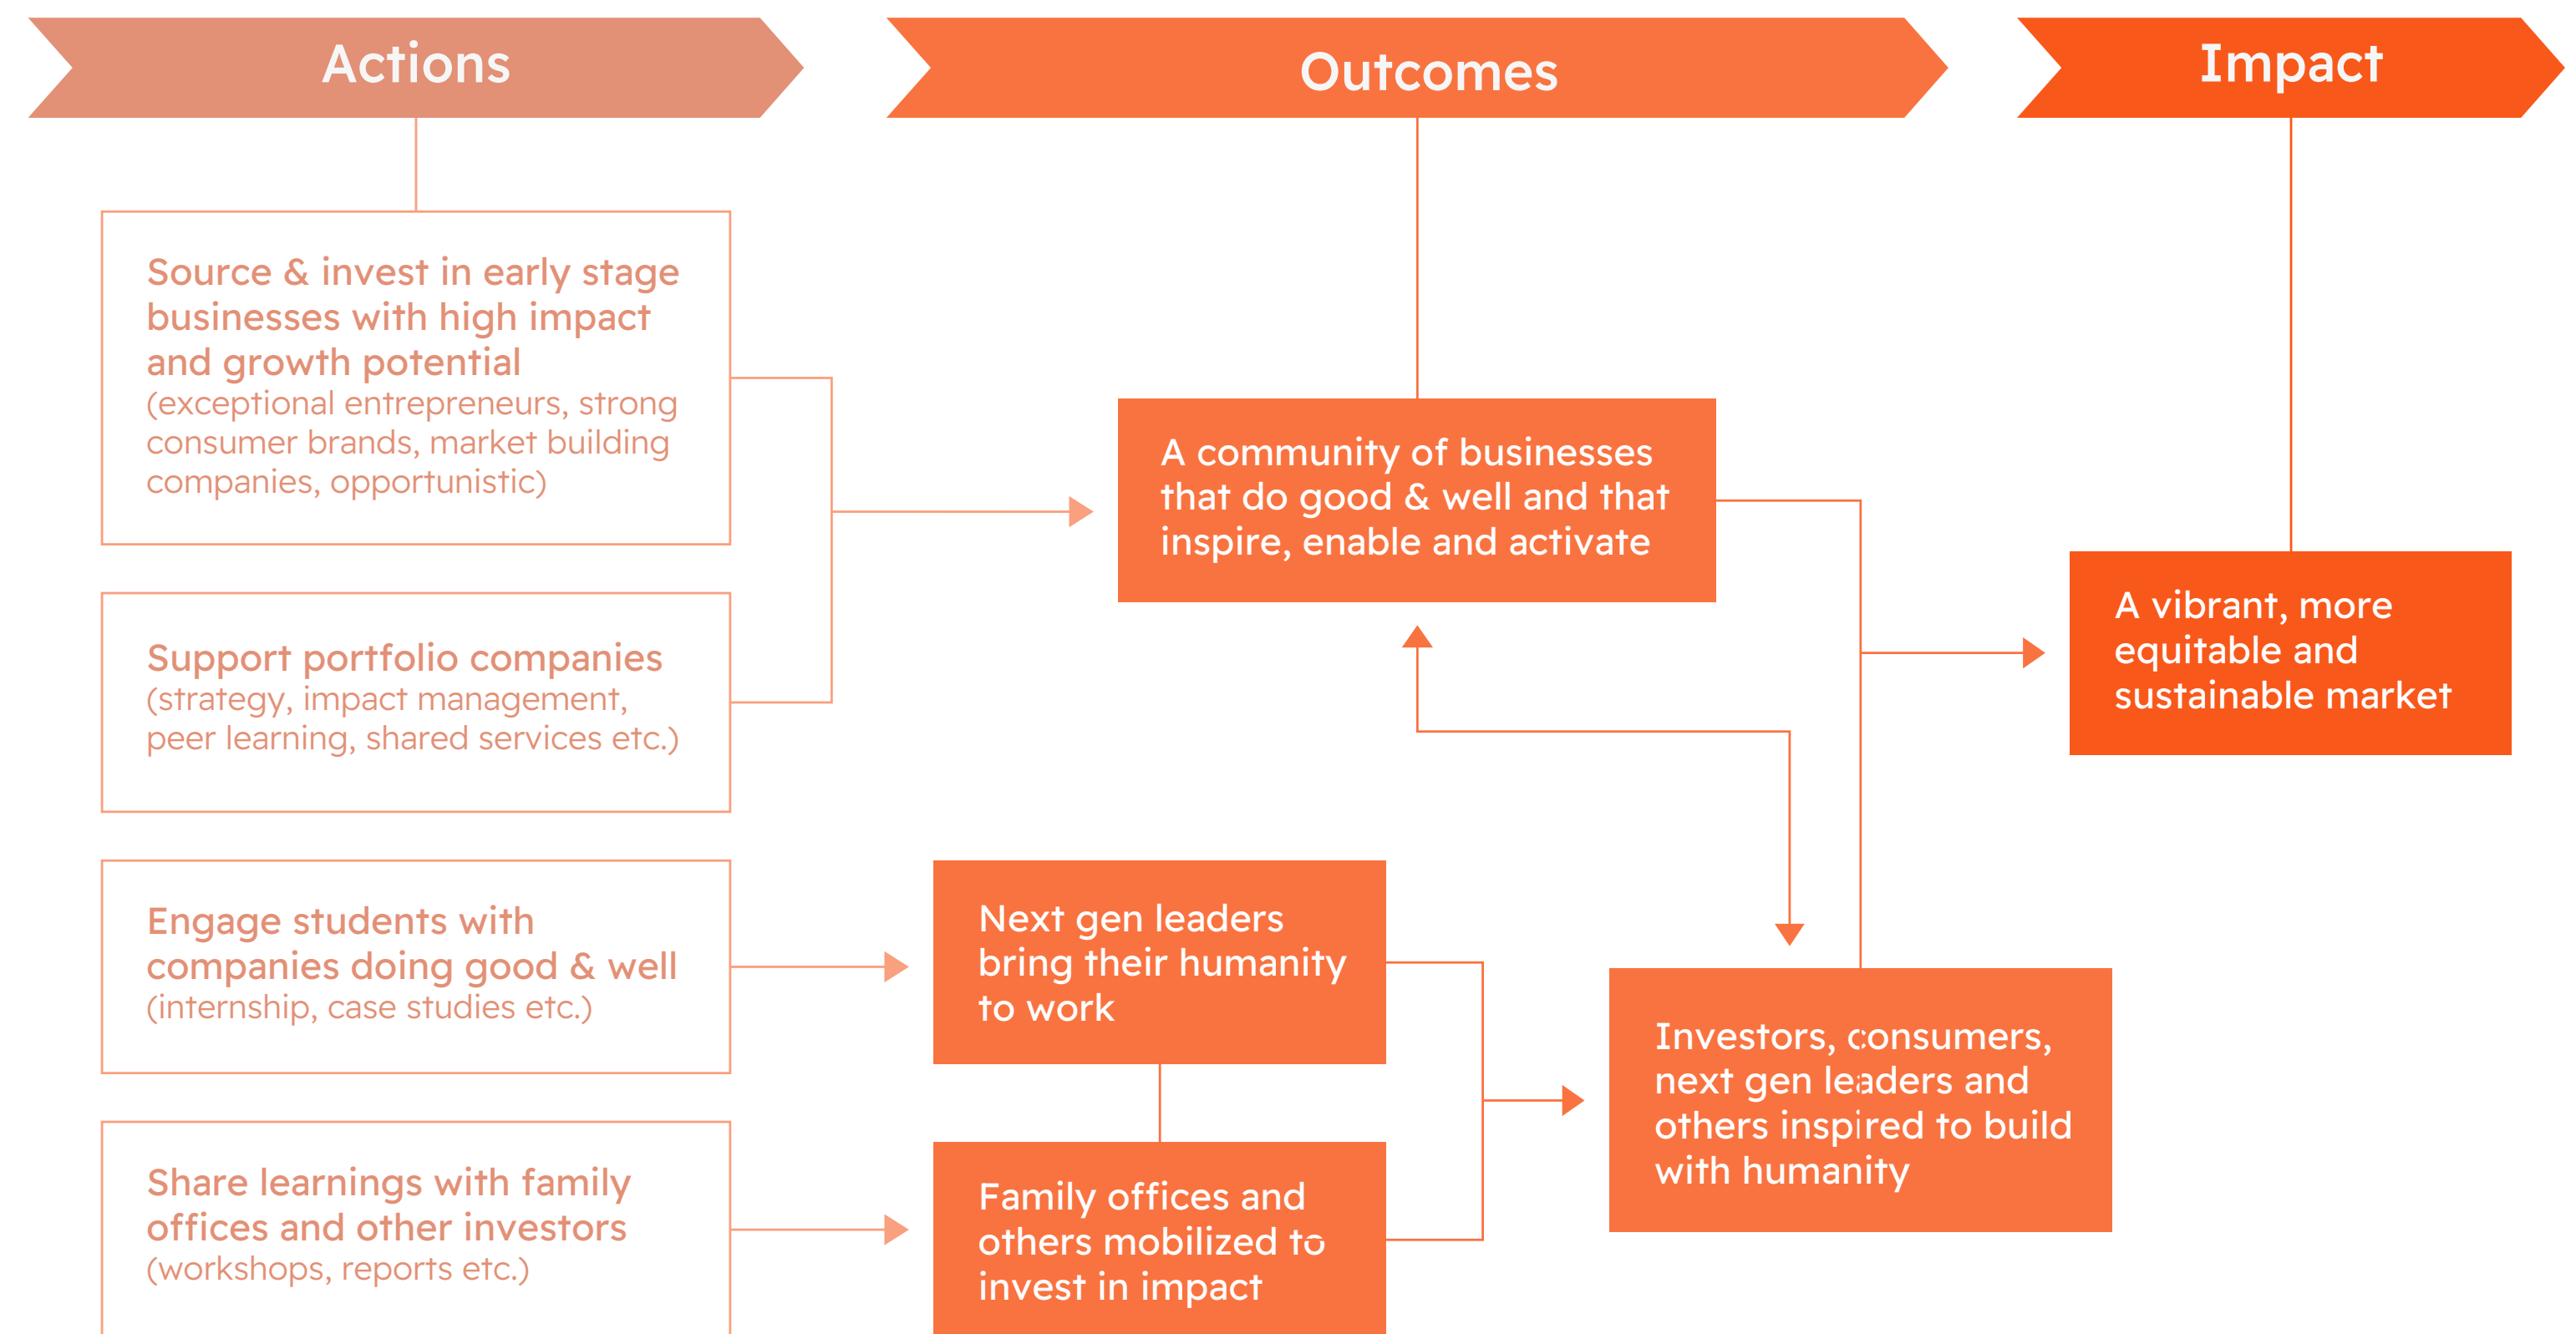 Actions
Outcomes
Impact
Source & invest in early stage
businesses with high impact
and growth potential
(exceptional entrepreneurs, strong
consumer brands, market building
companies, opportunistic)
Support portfolio companies
(strategy, impact management,
peer learning, shared services etc.)
Engage students with
companies doing good & well
(internship, case studies etc.)
Share learnings with family
offices and other investors
(workshops, reports etc.)
A community of businesses
that do good & well and that
inspire, enable and activate
Next gen leaders
bring their humanity
to work
Family offices and
others mobilized to
invest in impact
Investors, consumers,
next gen leaders and
others inspired to build
with humanity
A vibrant, more
equitable and
sustainable market